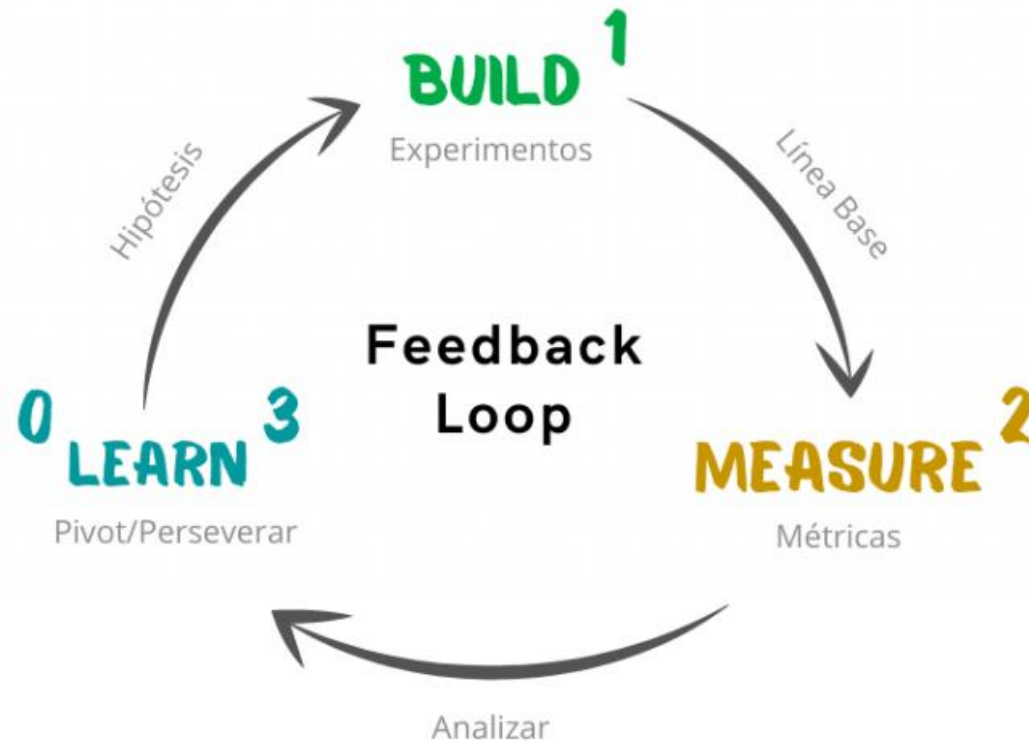 BUILD 1
Experimentos
Hipótesis
Línea Base
Feedback
Loop
0 LEARN 3
Pivot/Perseverar
MEASURE 2
Métricas
Analizar